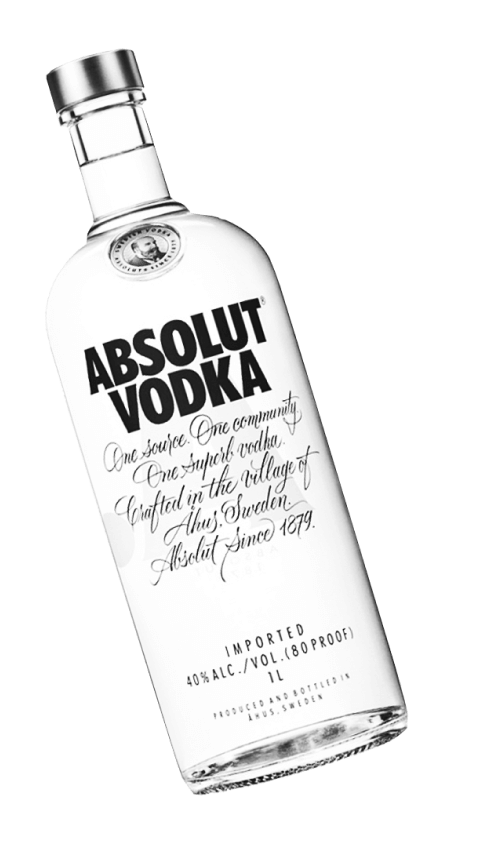 ABSOLUT®
VODKA
One source. One community
One superb vodka.
Crafted in the village of
Åhus, Sweden.
Absolut Since 1879.
IMPORTED
40% ALC./VOL.(80 PROOF)
1L
PRODUCED AND BOTTLED IN
ÅHUS, SWEDEN